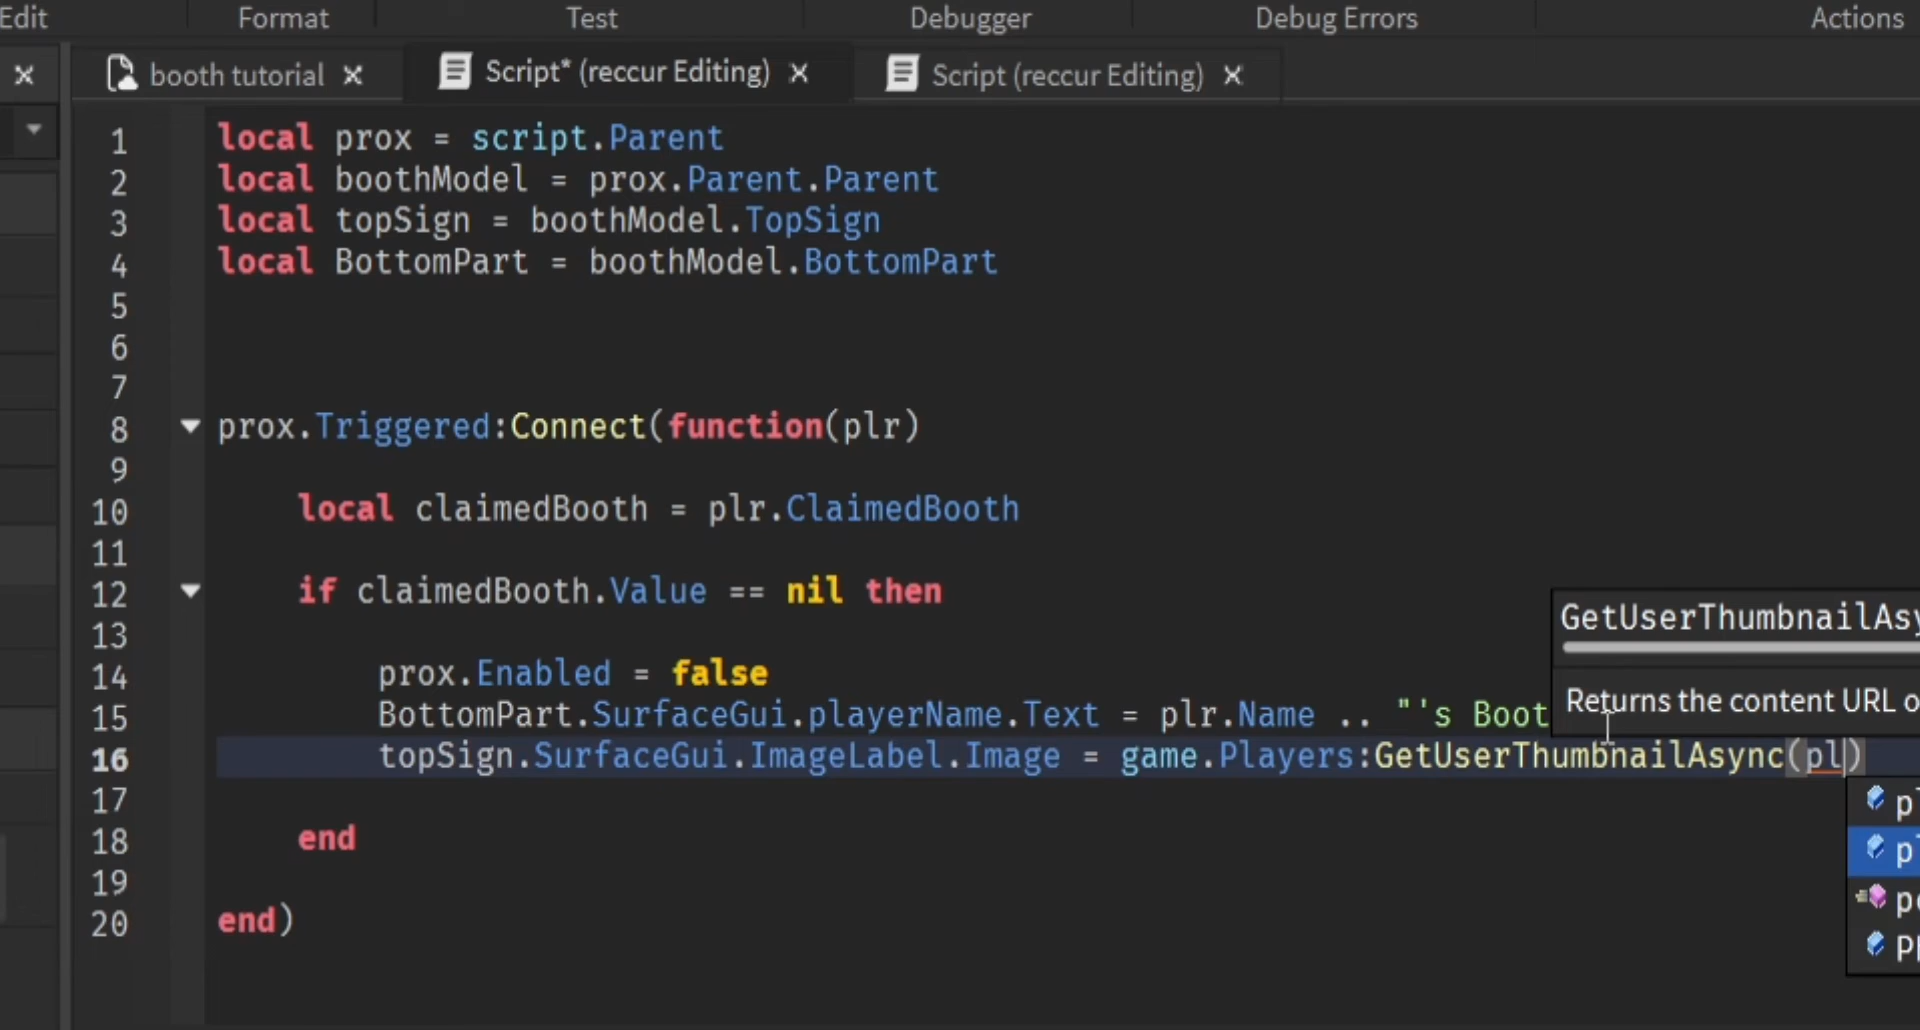 Edit Format Test Debugger Debug Errors Actions
booth tutorial Script* (reccur Editing) Script (reccur Editing)
1 local prox = script.Parent
2 local boothModel = prox.Parent.Parent
3 local topSign = boothModel.TopSign
4 local BottomPart = boothModel.BottomPart
5
6
7
8 prox.Triggered:Connect(function(plr)
9
10 local claimedBooth = plr.ClaimedBooth
11
12 if claimedBooth.Value == nil then
13
GetUserThumbnailAsy
14 prox.Enabled = false
Returns the content URL o
15 BottomPart.SurfaceGui.playerName.Text = plr.Name .. "'s Boot
16 topSign.SurfaceGui.ImageLabel.Image = game.Players:GetUserThumbnailAsync(pl)
17
18 end
19
20 end)